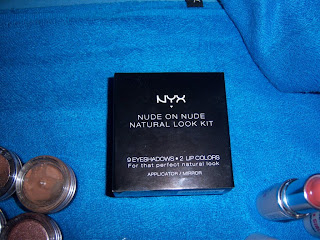 NYX
NUDE ON NUDE
NATURAL LOOK KIT
9 EYESHADOWS • 2 LIP COLORS
For that perfect natural look
APPLICATOR / MIRROR